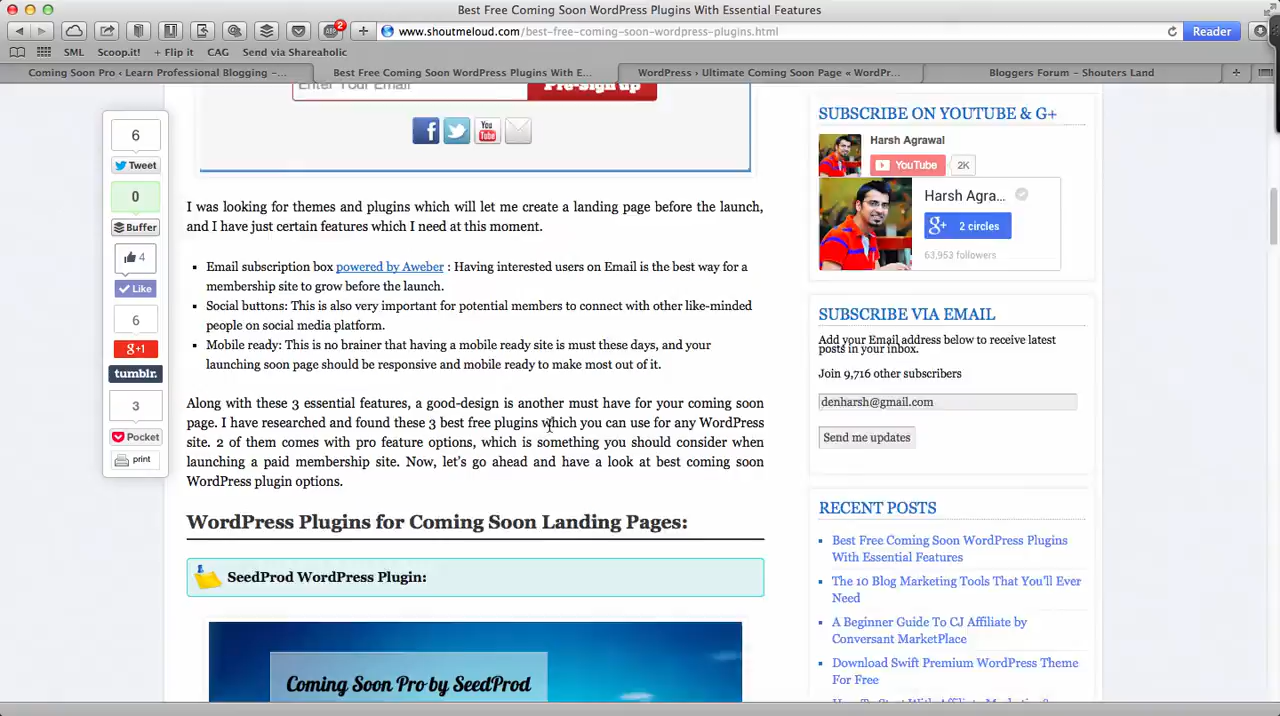 Best Free Coming Soon WordPress Plugins With Essential Features
2
www.shoutmeloud.com/best-free-coming-soon-wordpress-plugins.html
Reader
SML Scoop.it! + Flip it CAG Send via Shareaholic
Coming Soon Pro ‹ Learn Professional Blogging -...
Best Free Coming Soon WordPress Plugins With E...
WordPress › Ultimate Coming Soon Page « WordPr...
Bloggers Forum – Shouters Land
Enter Your Email
Pre-Sign up
You
Tube
6
Tweet
0
Buffer
4
Like
6
g+ +1
tumblr.
3
Pocket
print
I was looking for themes and plugins which will let me create a landing page before the launch,
and I have just certain features which I need at this moment.
Email subscription box powered by Aweber : Having interested users on Email is the best way for a
membership site to grow before the launch.
Social buttons: This is also very important for potential members to connect with other like-minded
people on social media platform.
Mobile ready: This is no brainer that having a mobile ready site is must these days, and your
launching soon page should be responsive and mobile ready to make most out of it.
Along with these 3 essential features, a good-design is another must have for your coming soon
page. I have researched and found these 3 best free plugins which you can use for any WordPress
site. 2 of them comes with pro feature options, which is something you should consider when
launching a paid membership site. Now, let's go ahead and have a look at best coming soon
WordPress plugin options.
WordPress Plugins for Coming Soon Landing Pages:
SeedProd WordPress Plugin:
Coming Soon Pro by SeedProd
SUBSCRIBE ON YOUTUBE & G+
Harsh Agrawal
YouTube 2K
Harsh Agra...
g+ 2 circles
63,953 followers
SUBSCRIBE VIA EMAIL
Add your Email address below to receive latest
posts in your inbox.
Join 9,716 other subscribers
denharsh@gmail.com
Send me updates
RECENT POSTS
Best Free Coming Soon WordPress Plugins
With Essential Features
The 10 Blog Marketing Tools That You'll Ever
Need
A Beginner Guide To CJ Affiliate by
Conversant MarketPlace
Download Swift Premium WordPress Theme
For Free
How To Start With Affiliate Marketing?